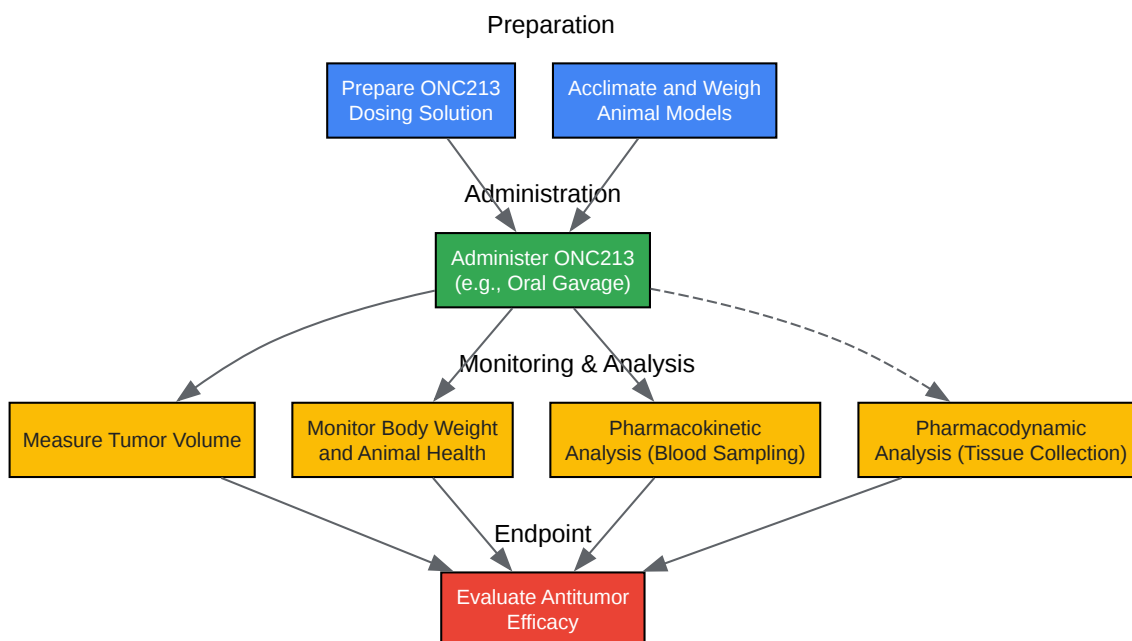 Preparation
Prepare ONC213
Dosing Solution
Acclimate and Weigh
Animal Models
Administration
Administer ONC213
(e.g., Oral Gavage)
Monitoring & Analysis
Measure Tumor Volume
Monitor Body Weight
and Animal Health
Pharmacokinetic
Analysis (Blood Sampling)
Pharmacodynamic
Analysis (Tissue Collection)
Endpoint
Evaluate Antitumor
Efficacy